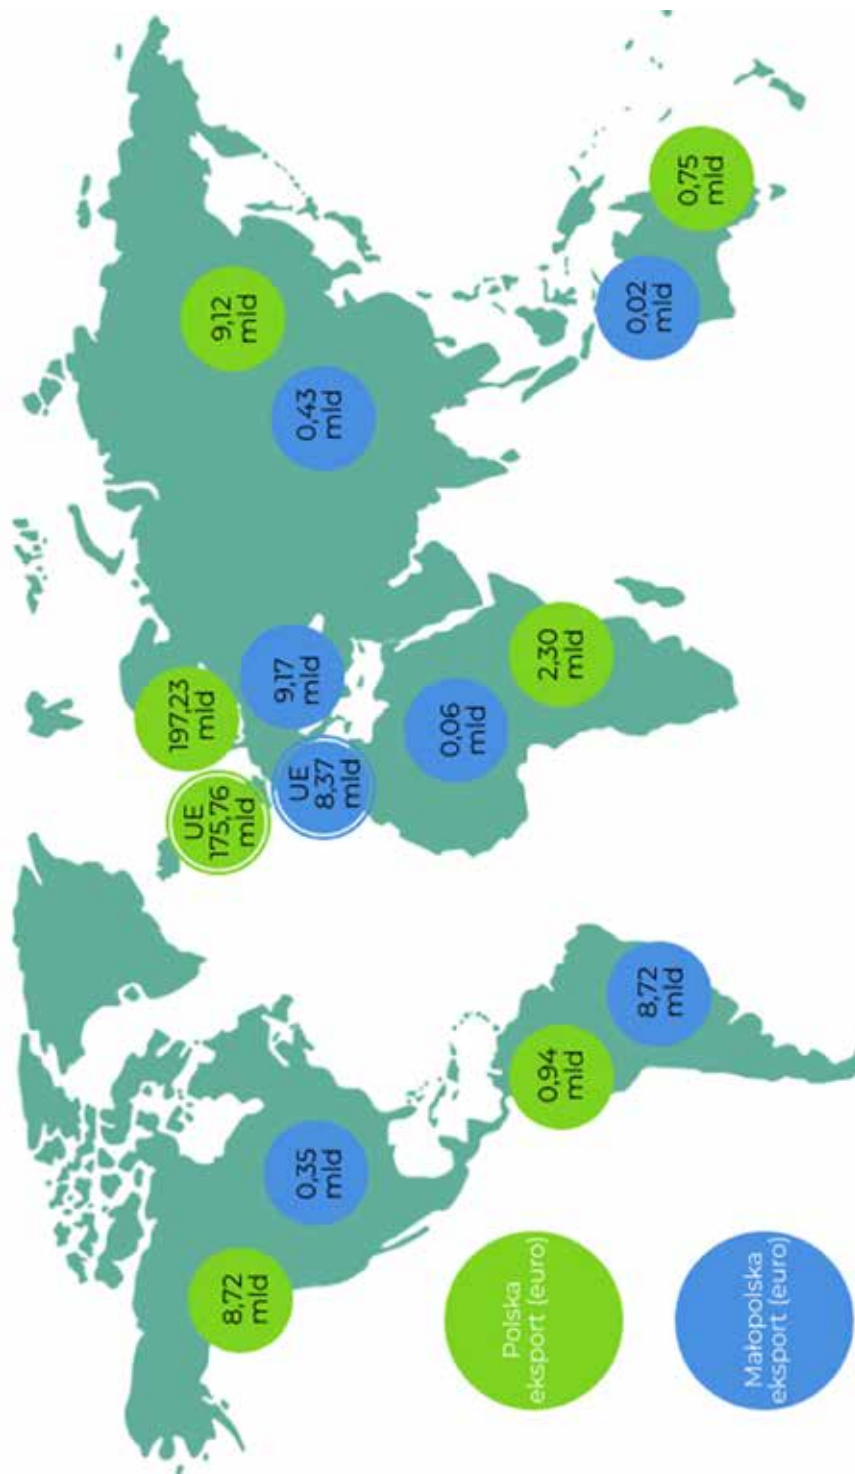 8,72
mld
0,35
mld
0,94
mld
8,72
mld
UE
175,76
mld
197,23
mld
UE
8,37
mld
9,17
mld
0,06
mld
2,30
mld
9,12
mld
0,43
mld
0,02
mld
0,75
mld
Polska
eksport (euro)
Małopolska
eksport (euro)